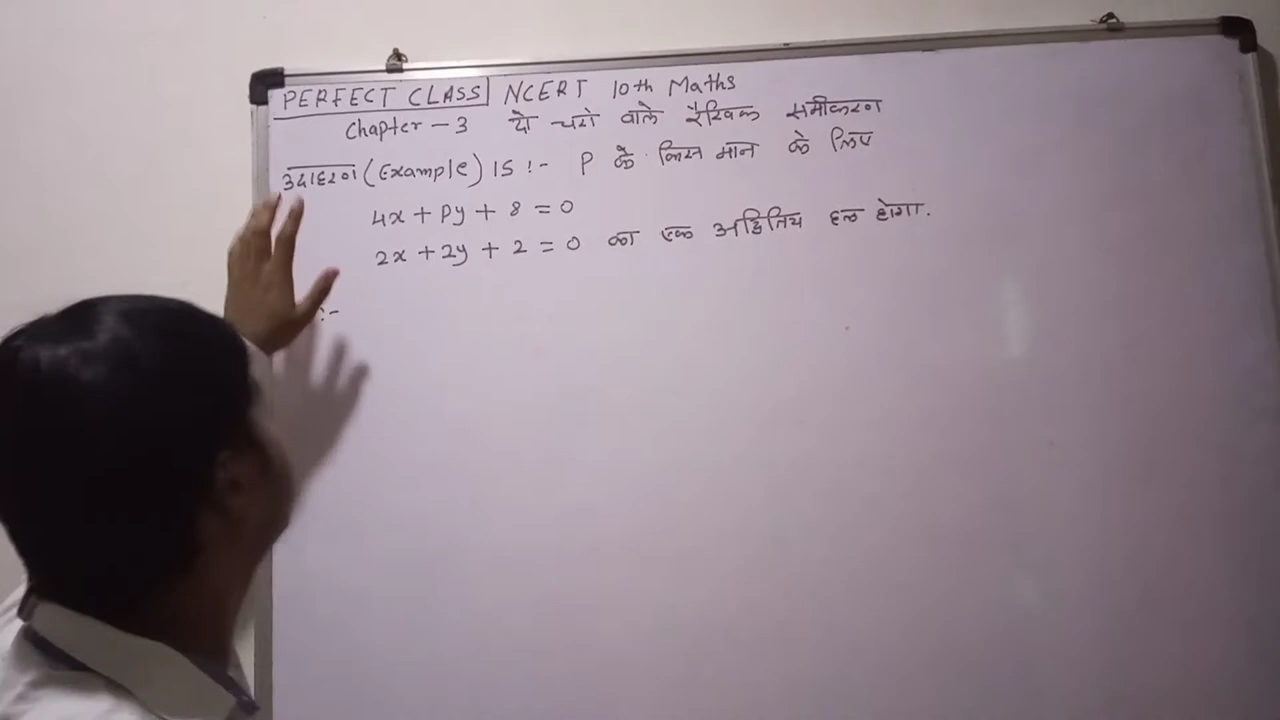 PERFECT CLASS NCERT 10th Maths
Chapter - 3 दो चरो वाले रैखिक समीकरण
उदाहरण (Example) 15 :- P के किस मान के लिए
4x + Py + 8 = 0
2x + 2y + 2 = 0 का एक अद्वितिय हल होगा.
:-